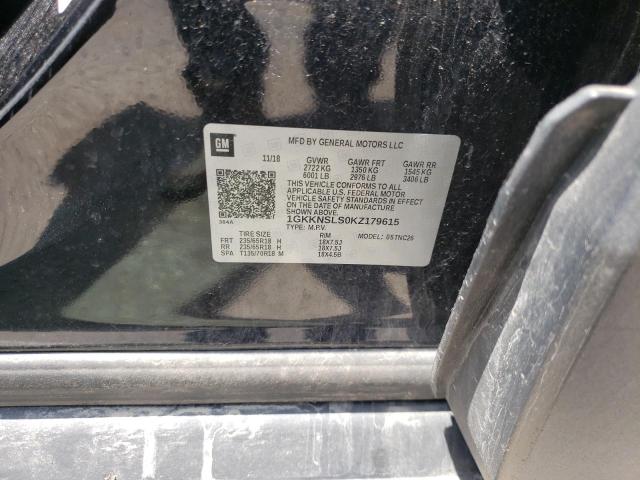 GM MFD BY GENERAL MOTORS LLC
11/18 GVWR GAWR FRT GAWR RR
2722 KG 1350 KG 1545 KG
6001 LB 2976 LB 3406 LB
THIS VEHICLE CONFORMS TO ALL
APPLICABLE U.S. FEDERAL MOTOR
VEHICLE SAFETY STANDARDS IN EFFECT
ON THE DATE OF MANUFACTURE SHOWN ABOVE.
1GKKNSLS0KZ179615
TYPE: M.P.V.
TIRE SIZE RIM MODEL: 05TNC26
FRT 235/65R18 H 18X7.5J
RR 235/65R18 H 18X7.5J
SPA T135/70R18 M 18X4.5B